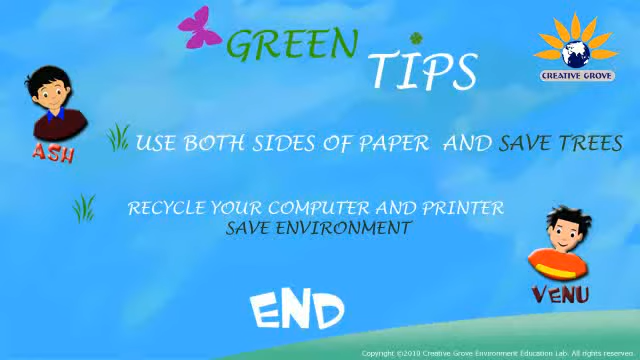 GREEN
TIPS
CREATIVE GROVE
ASH
USE BOTH SIDES OF PAPER AND SAVE TREES
RECYCLE YOUR COMPUTER AND PRINTER
SAVE ENVIRONMENT
VENU
END
Copyright ©2010 Creative Grove Environment Education Lab. All rights reserved.